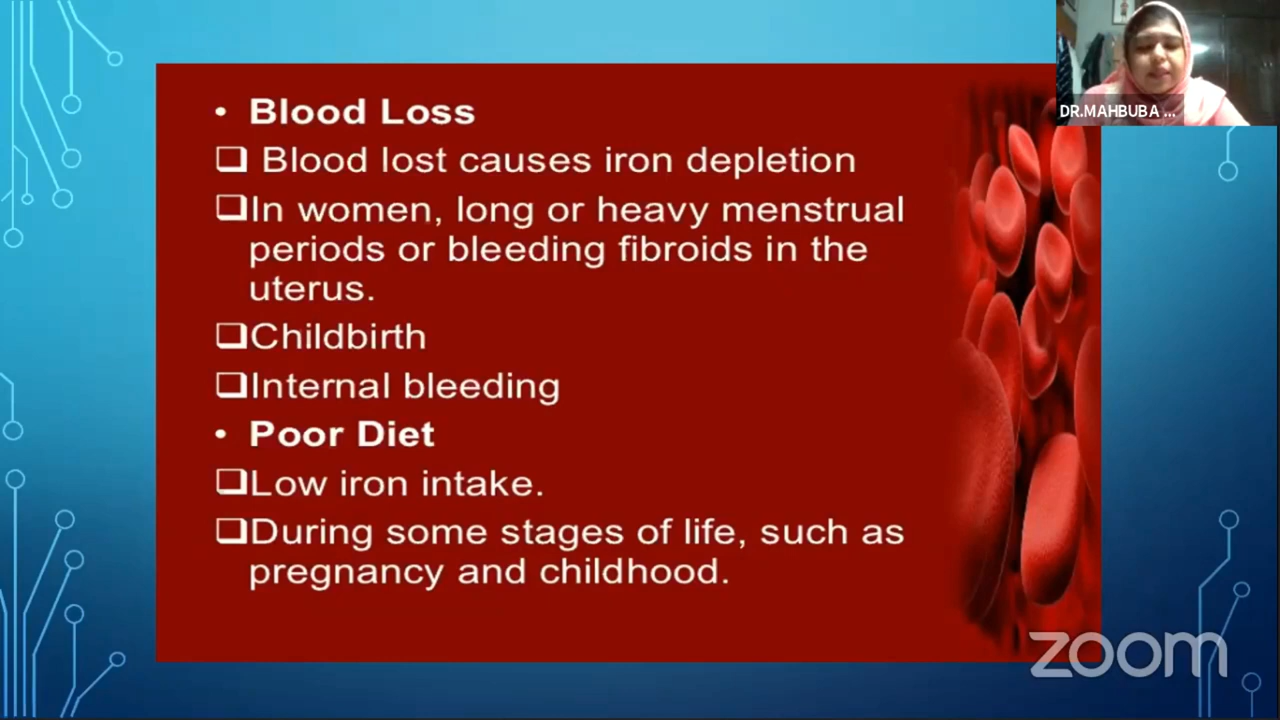 DR.MAHBUBA ...
• Blood Loss
❑ Blood lost causes iron depletion
❑In women, long or heavy menstrual
periods or bleeding fibroids in the
uterus.
❑Childbirth
❑Internal bleeding
• Poor Diet
❑Low iron intake.
❑During some stages of life, such as
pregnancy and childhood.
zoom